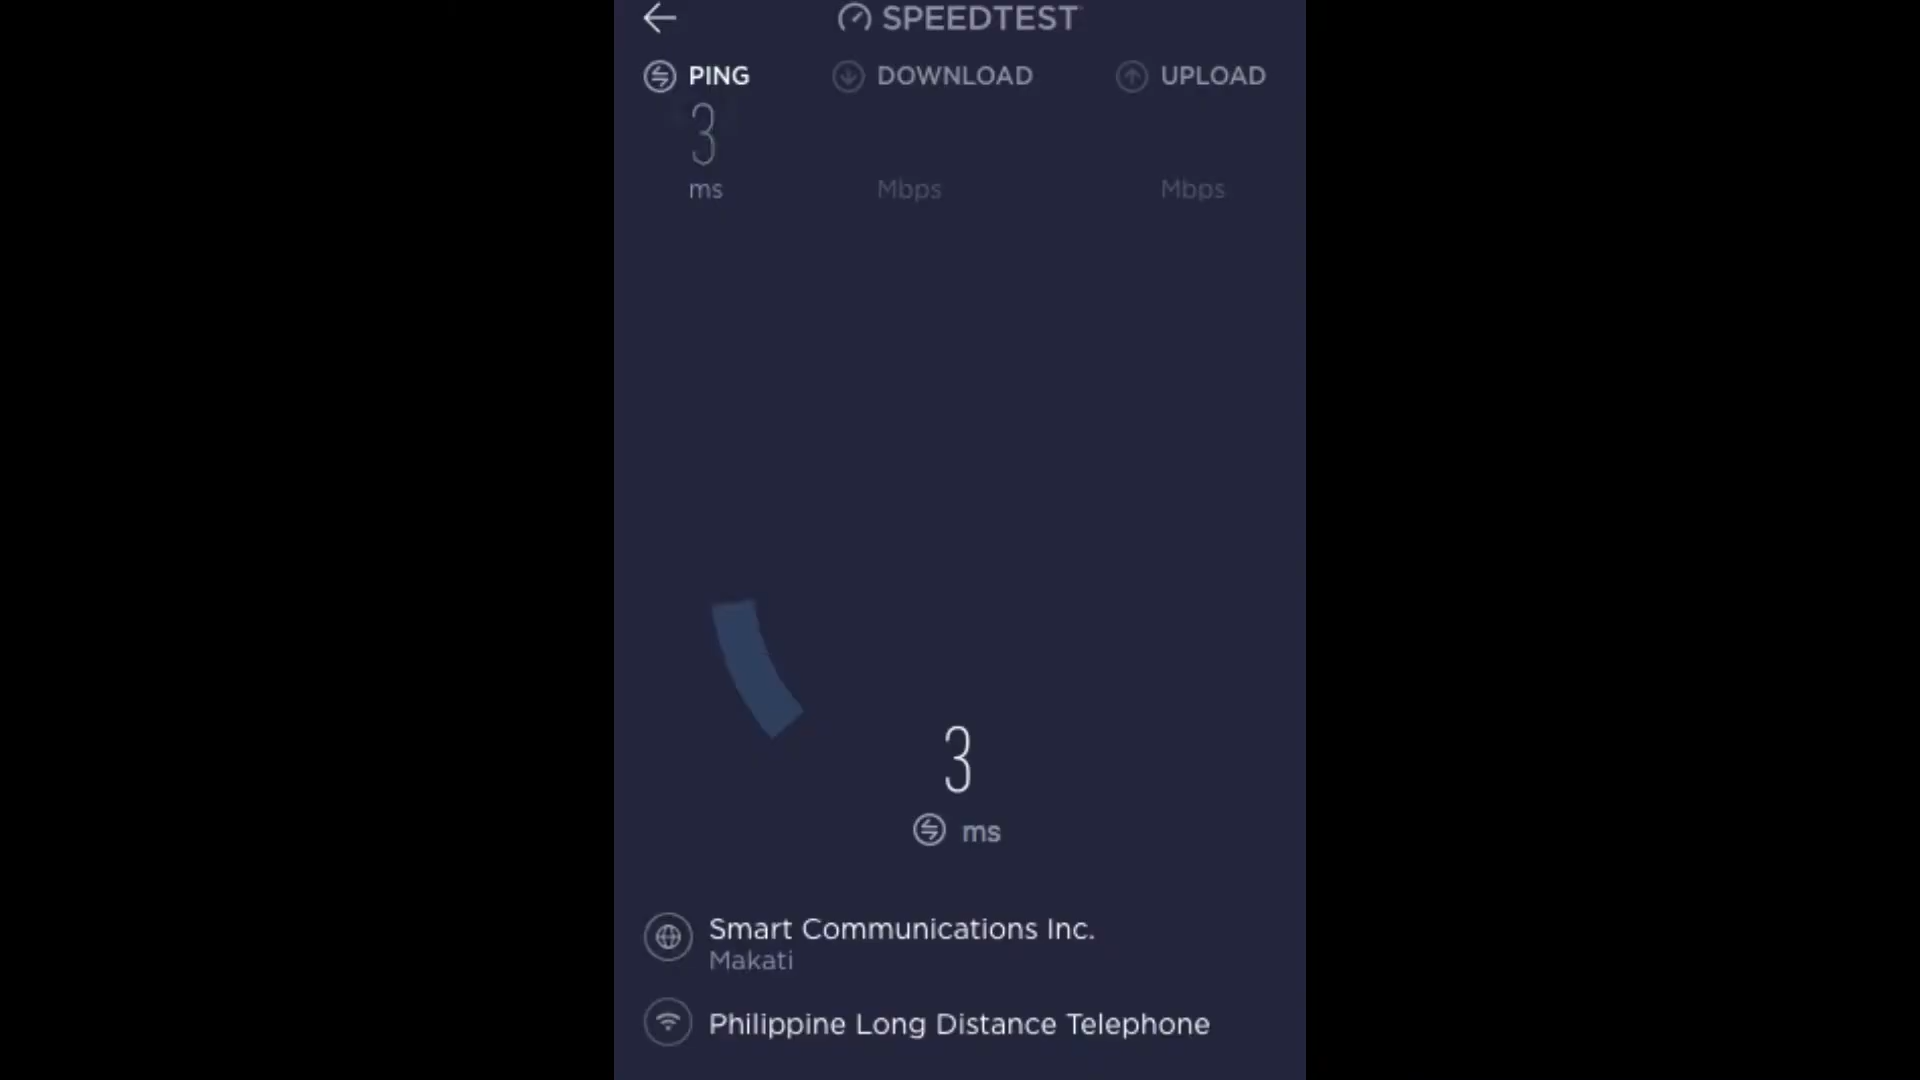 SPEEDTEST
PING DOWNLOAD UPLOAD
3
ms Mbps Mbps
3
ms
Smart Communications Inc.
Makati
Philippine Long Distance Telephone